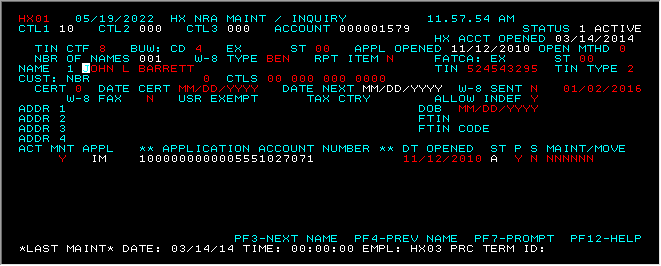 HX01 05/19/2022 HX NRA MAINT / INQUIRY 11.57.54 AM
CTL1 10 CTL2 000 CTL3 000 ACCOUNT 000001579 STATUS 1 ACTIVE
HX ACCT OPENED 03/14/2014
TIN CTF 8 BUW: CD 4 EX ST 00 APPL OPENED 11/12/2010 OPEN MTHD 0
NBR OF NAMES 001 W-8 TYPE BEN RPT ITEM N FATCA: EX ST 00
NAME 1 JOHN L BARRETT TIN 524543295 TIN TYPE 2
CUST: NBR 0 CTLS 00 000 000 0000
CERT 0 DATE CERT MM/DD/YYYY DATE NEXT MM/DD/YYYY W-8 SENT N 01/02/2016
W-8 FAX N USR EXEMPT TAX CTRY ALLOW INDEF Y
ADDR 1 DOB MM/DD/YYYY
ADDR 2 FTIN
ADDR 3 FTIN CODE
ADDR 4
ACT MNT APPL ** APPLICATION ACCOUNT NUMBER ** DT OPENED ST P S MAINT/MOVE
Y IM 1000000000005551027071 11/12/2010 A Y N NNNNNN
PF3-NEXT NAME PF4-PREV NAME PF7-PROMPT PF12-HELP
*LAST MAINT* DATE: 03/14/14 TIME: 00:00:00 EMPL: HX03 PRC TERM ID: